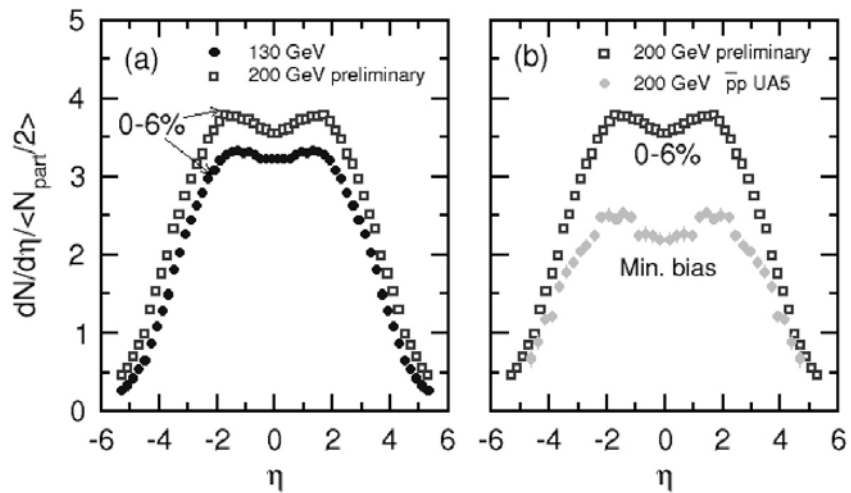 dN/dη/<N_part/2>
5
4
3
2
1
0
(a)
130 GeV
200 GeV preliminary
0-6%
-6 -4 -2 0 2 4 6
η
(b)
200 GeV preliminary
200 GeV p̅p UA5
0-6%
Min. bias
-6 -4 -2 0 2 4 6
η